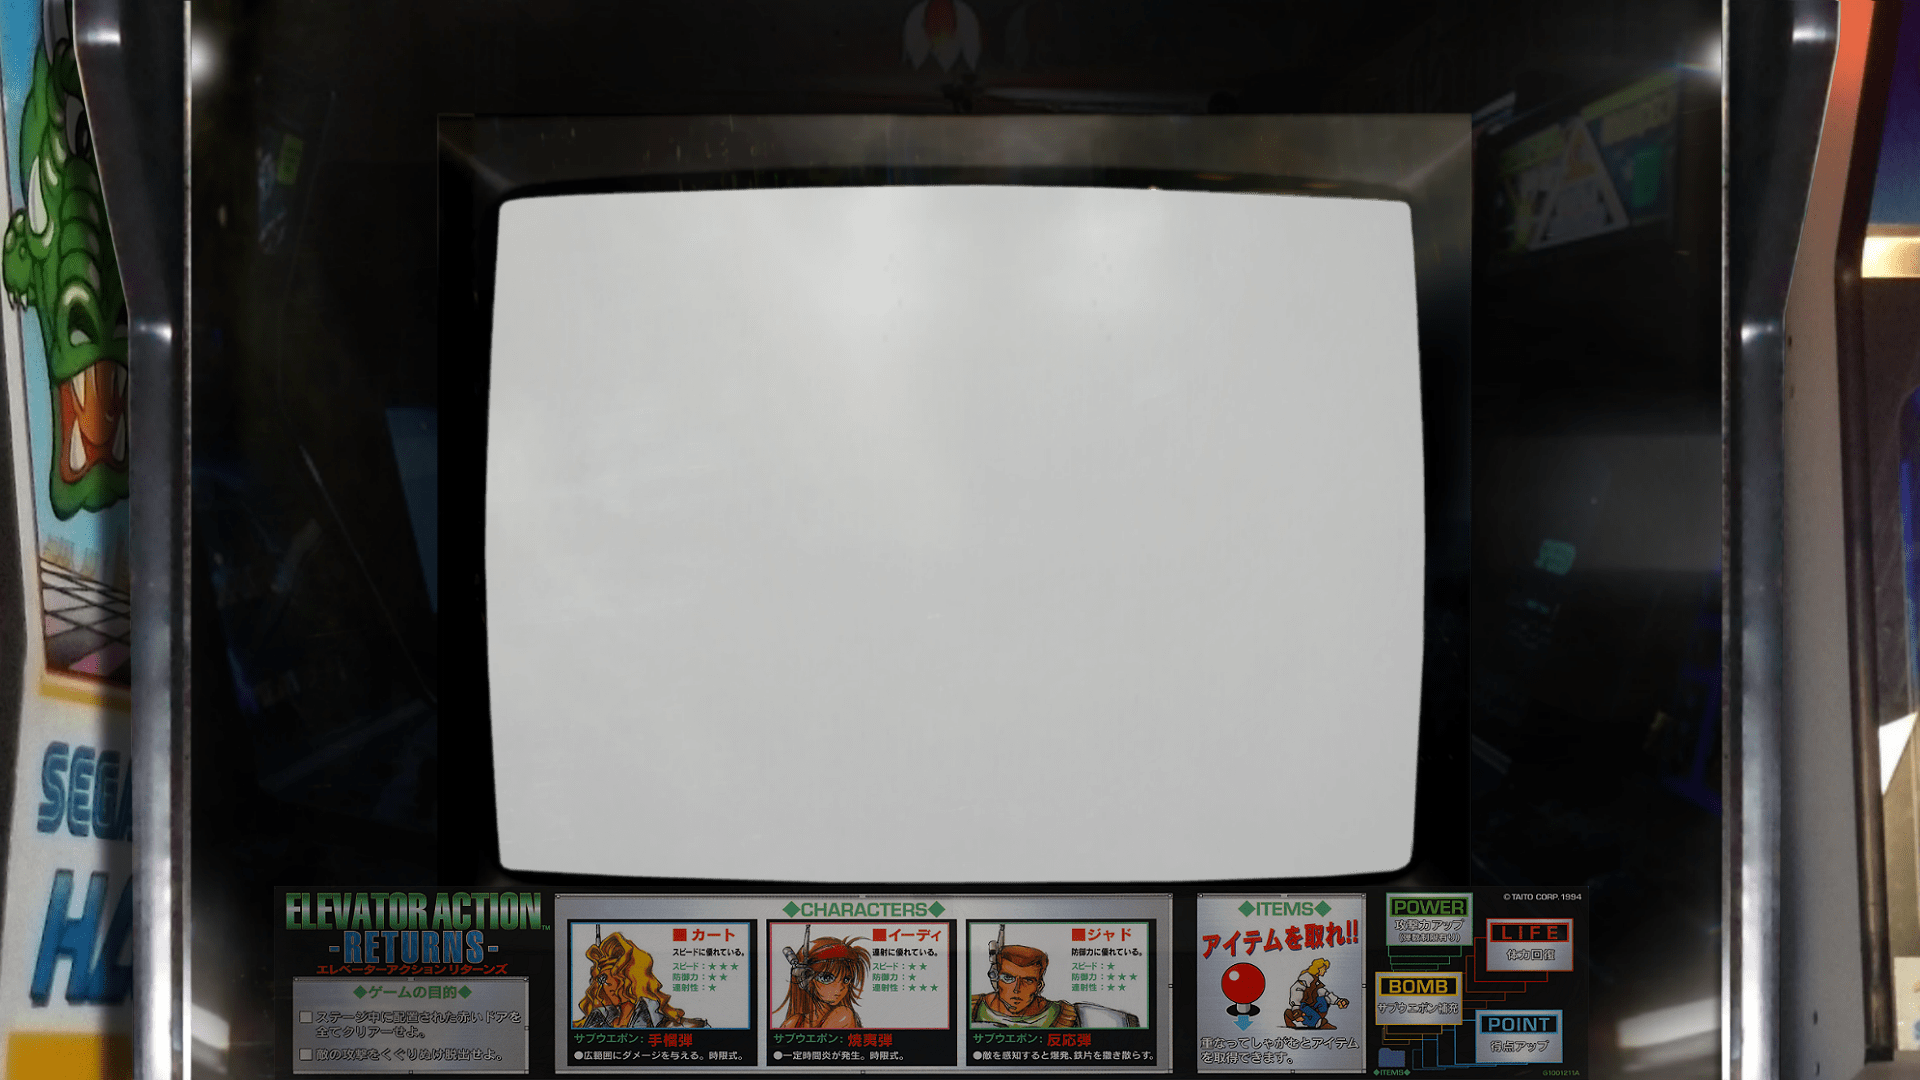 SEGA
HA
ELEVATOR ACTION™
-RETURNS-
エレベーターアクション リターンズ
◆ゲームの目的◆
ステージ中に配置された赤いドアを
全てクリアーせよ。
敵の攻撃をくぐりぬけ脱出せよ。
◆CHARACTERS◆
■カート
スピードに優れている。
スピード：★★★
防御力：★★
連射性：★
サブウエポン：手榴弾
●広範囲にダメージを与える。時限式。
■イーディ
連射に優れている。
スピード：★★
防御力：★
連射性：★★★
サブウエポン：焼夷弾
●一定時間炎が発生。時限式。
■ジャド
防御力に優れている。
スピード：★
防御力：★★★
連射性：★★
サブウエポン：反応弾
●敵を感知すると爆発、鉄片を撒き散らす。
◆ITEMS◆
アイテムを取れ!!
重なってしゃがむとアイテム
を取得できます。
© TAITO CORP. 1994
POWER
攻撃力アップ
(弾数制限有り)
LIFE
体力回復
BOMB
サブウエポン補充
POINT
得点アップ
◆ITEMS◆
G1001211A